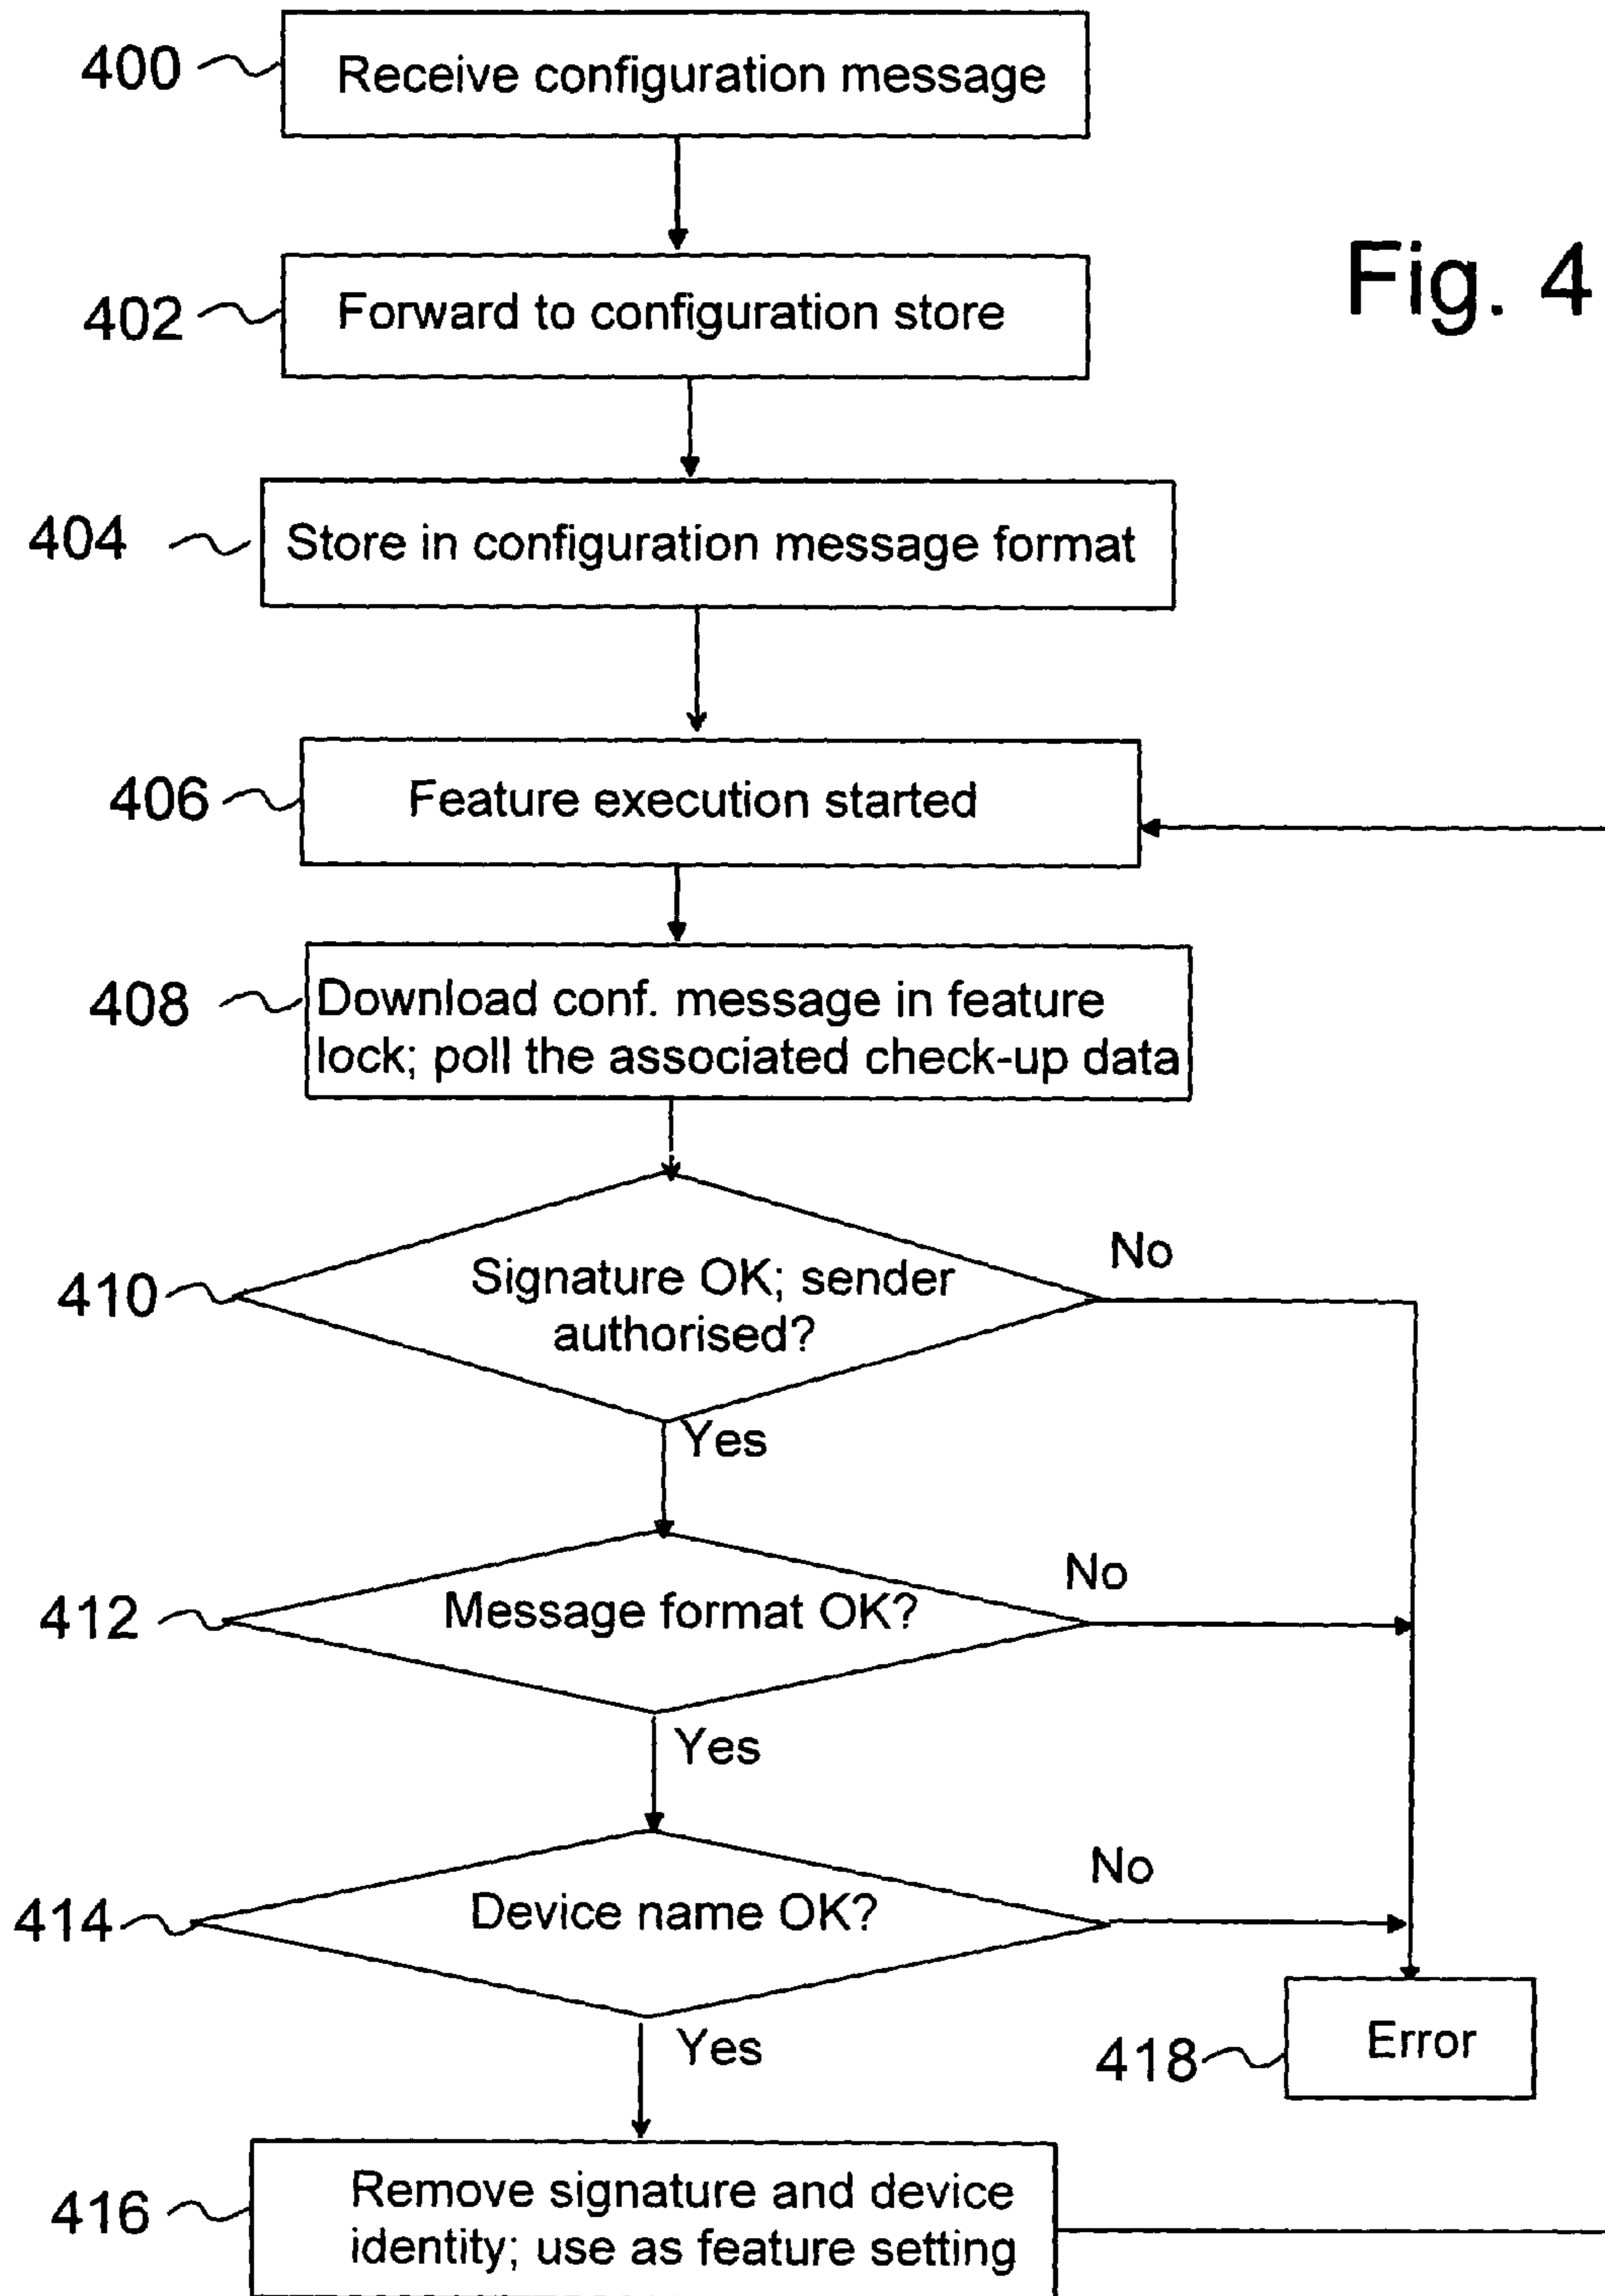 400
Receive configuration message
Fig. 4
402
Forward to configuration store
404
Store in configuration message format
406
Feature execution started
408
Download conf. message in feature
lock; poll the associated check-up data
410
Signature OK; sender
authorised?
No
Yes
412
Message format OK?
No
Yes
414
Device name OK?
No
Yes
418
Error
416
Remove signature and device
identity; use as feature setting